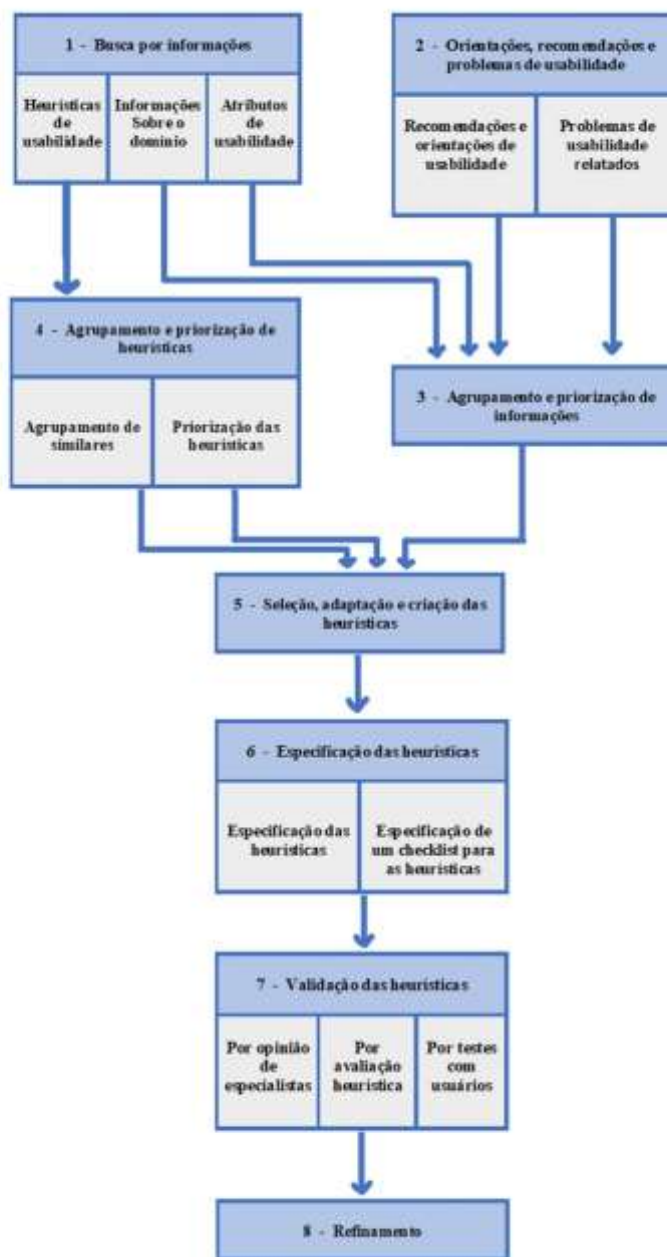 1 - Busca por informações
Heurísticas
de
usabilidade
Informações
Sobre o
domínio
Atributos
de
usabilidade
2 - Orientações, recomendações e
problemas de usabilidade
Recomendações e
orientações de
usabilidade
Problemas de
usabilidade
relatados
4 - Agrupamento e priorização de
heurísticas
Agrupamento de
similares
Priorização das
heurísticas
3 - Agrupamento e priorização de
informações
5 - Seleção, adaptação e criação das
heurísticas
6 - Especificação das heurísticas
Especificação das
heurísticas
Especificação de
um checklist para
as heurísticas
7 - Validação das heurísticas
Por opinião
de
especialistas
Por
avaliação
heurística
Por testes
com
usuários
8 - Refinamento